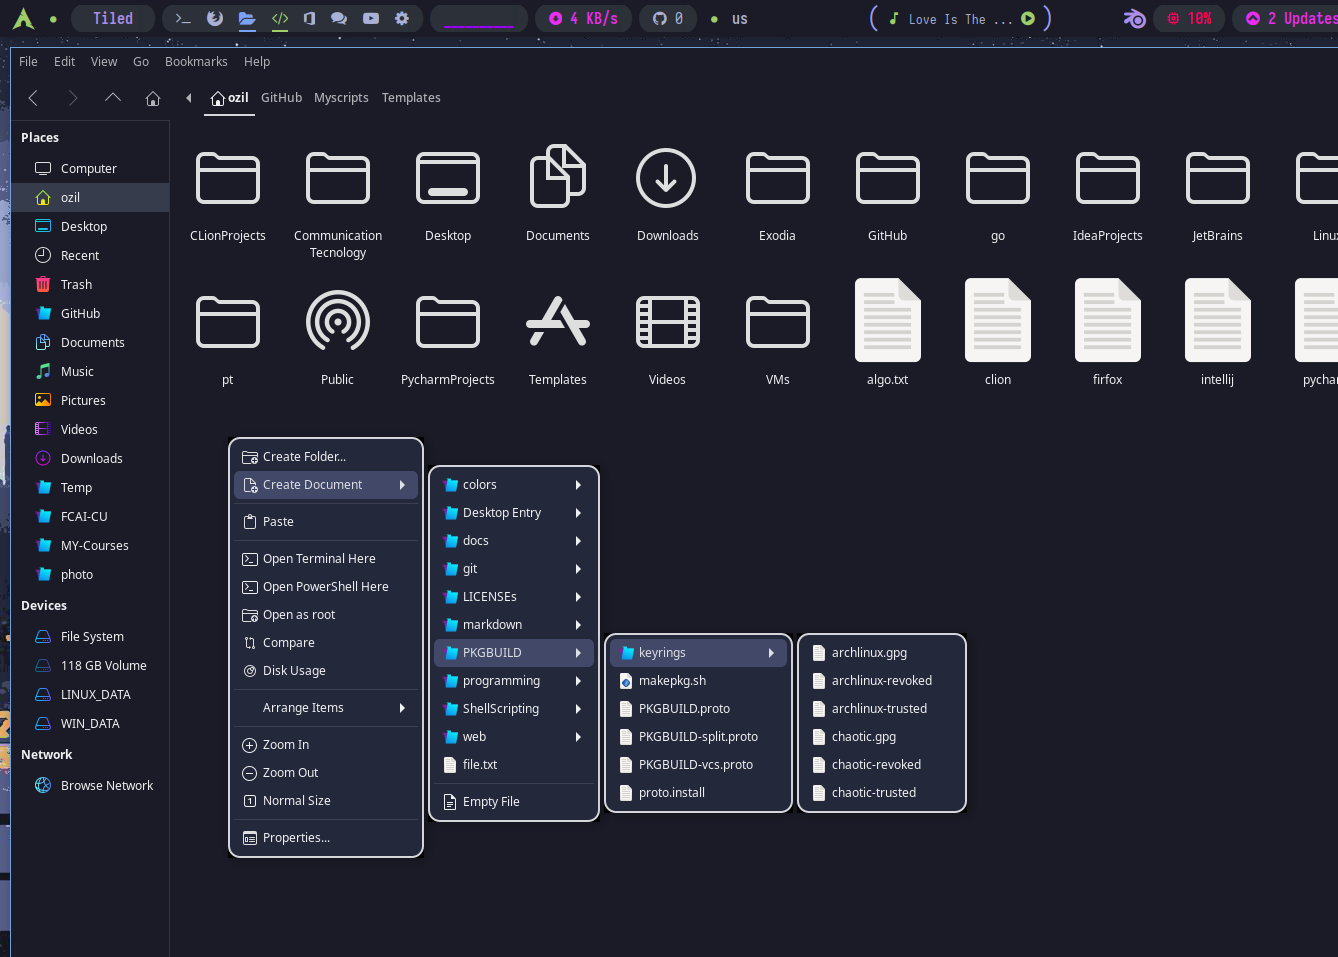 Tiled
4 KB/s
0
us
Love Is The ...
10%
2 Updates
File Edit View Go Bookmarks Help
ozil GitHub Myscripts Templates
Places
Computer
ozil
Desktop
Recent
Trash
GitHub
Documents
Music
Pictures
Videos
Downloads
Temp
FCAI-CU
MY-Courses
photo
Devices
File System
118 GB Volume
LINUX_DATA
WIN_DATA
Network
Browse Network
CLionProjects
Communication
Tecnology
Desktop
Documents
Downloads
Exodia
GitHub
go
IdeaProjects
JetBrains
Linux
pt
Public
PycharmProjects
Templates
Videos
VMs
algo.txt
clion
firfox
intellij
pychar
Create Folder...
Create Document
Paste
Open Terminal Here
Open PowerShell Here
Open as root
Compare
Disk Usage
Arrange Items
Zoom In
Zoom Out
Normal Size
Properties...
colors
Desktop Entry
docs
git
LICENSEs
markdown
PKGBUILD
programming
ShellScripting
web
file.txt
Empty File
keyrings
makepkg.sh
PKGBUILD.proto
PKGBUILD-split.proto
PKGBUILD-vcs.proto
proto.install
archlinux.gpg
archlinux-revoked
archlinux-trusted
chaotic.gpg
chaotic-revoked
chaotic-trusted